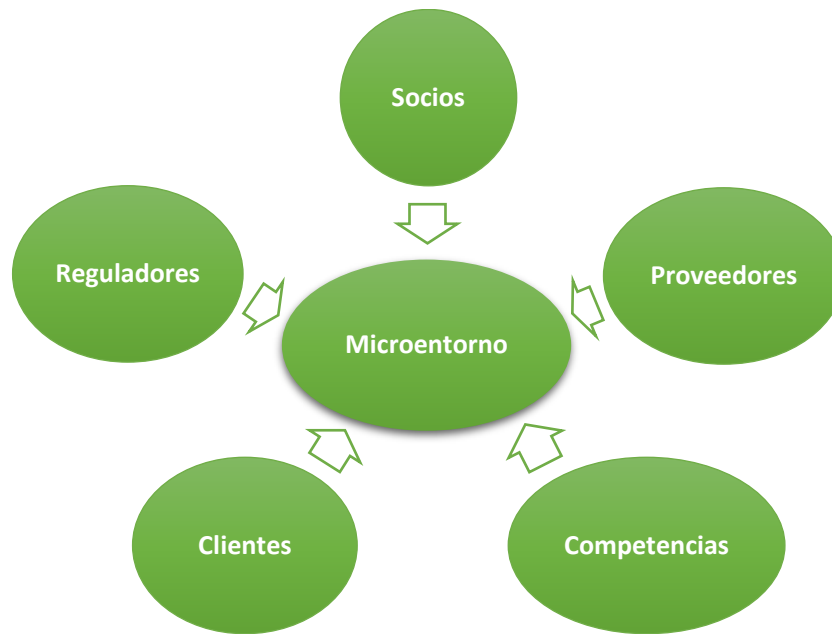 Socios
Reguladores
Proveedores
Microentorno
Clientes
Competencias